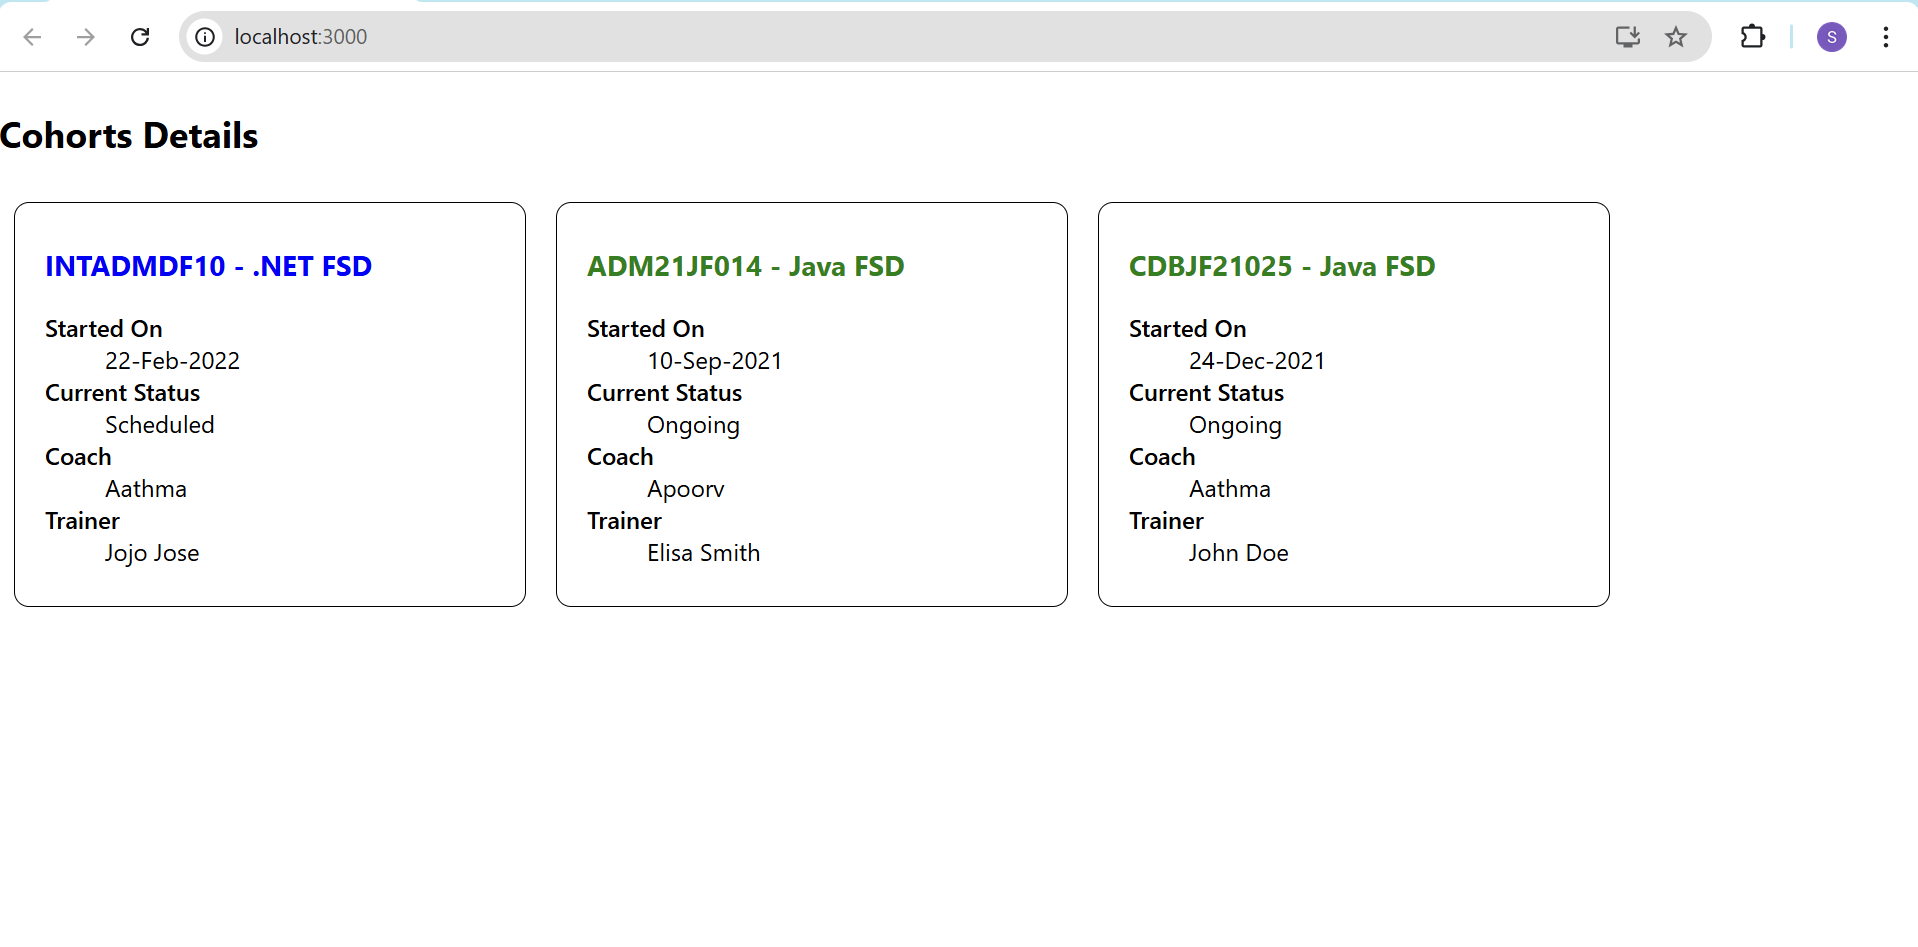 localhost:3000
S
Cohorts Details
INTADMDF10 - .NET FSD
Started On
22-Feb-2022
Current Status
Scheduled
Coach
Aathma
Trainer
Jojo Jose
ADM21JF014 - Java FSD
Started On
10-Sep-2021
Current Status
Ongoing
Coach
Apoorv
Trainer
Elisa Smith
CDBJF21025 - Java FSD
Started On
24-Dec-2021
Current Status
Ongoing
Coach
Aathma
Trainer
John Doe